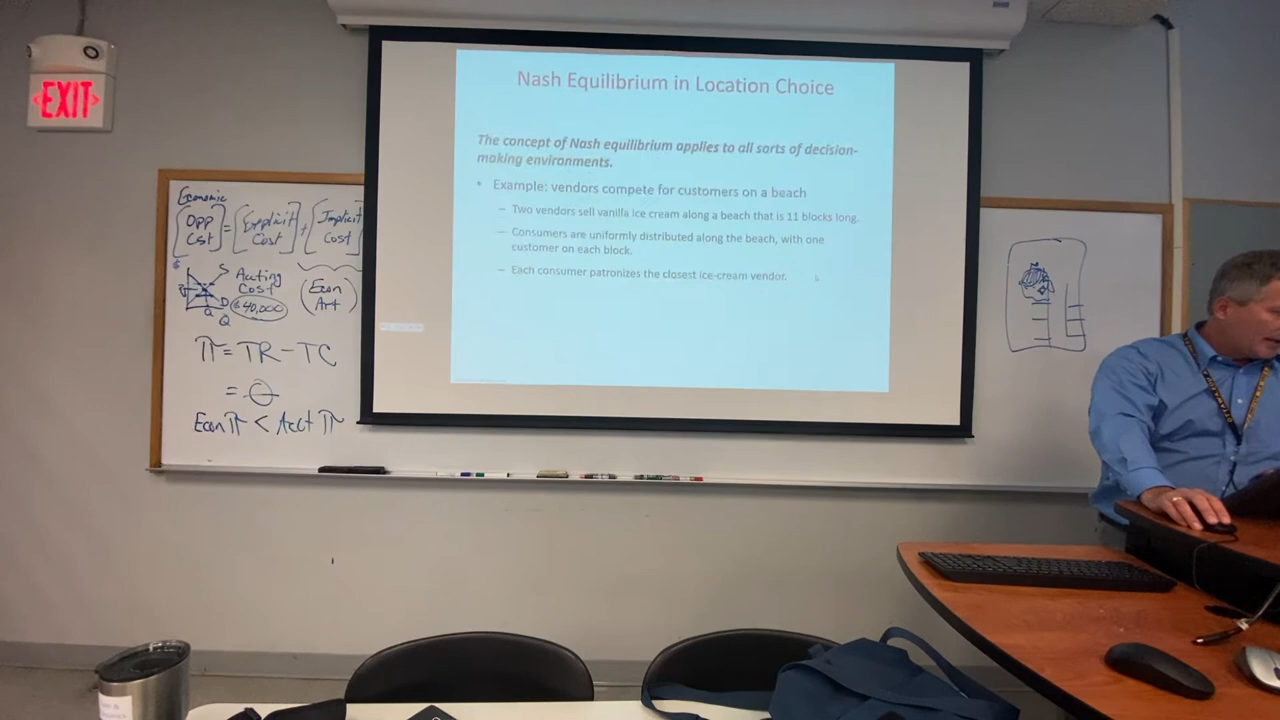 EXIT
Nash Equilibrium in Location Choice
The concept of Nash equilibrium applies to all sorts of decision-
making environments.
• Example: vendors compete for customers on a beach
– Two vendors sell vanilla ice cream along a beach that is 11 blocks long.
– Consumers are uniformly distributed along the beach, with one
customer on each block.
– Each consumer patronizes the closest ice-cream vendor.
Economic
[Opp Cst] = [Explicit Cost] + [Implicit Cost]
$
S
D
Q
Q
Accting
Cost
$40,000
(Econ
Art)
π = TR − TC
=
Econ π < Acct π